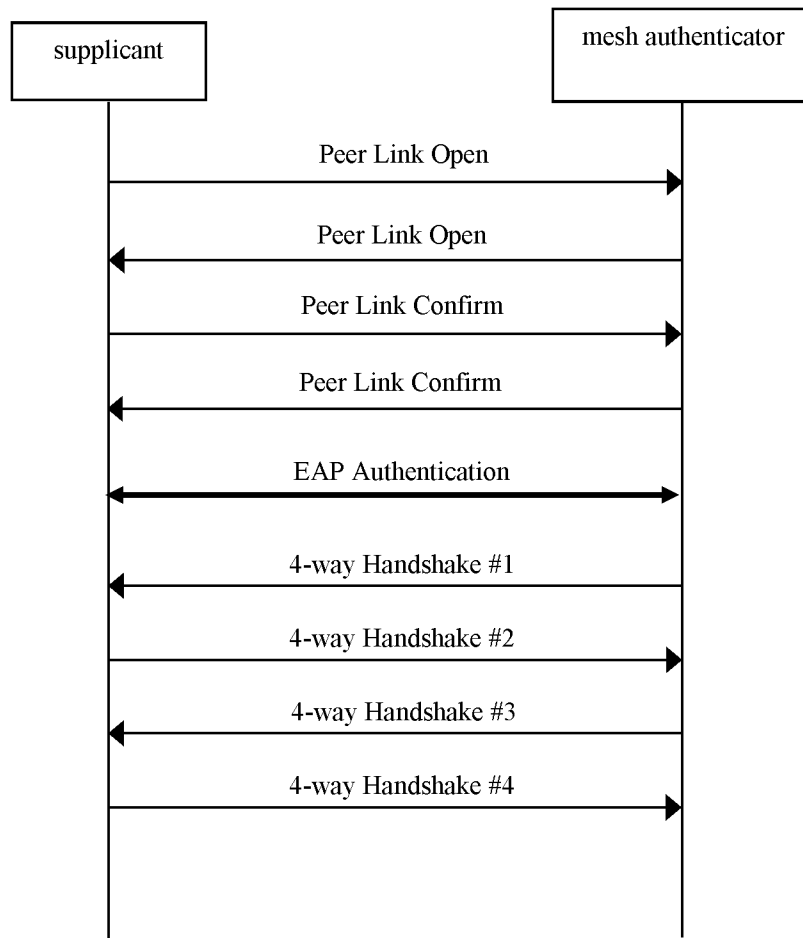 supplicant
mesh authenticator
Peer Link Open
Peer Link Open
Peer Link Confirm
Peer Link Confirm
EAP Authentication
4-way Handshake #1
4-way Handshake #2
4-way Handshake #3
4-way Handshake #4